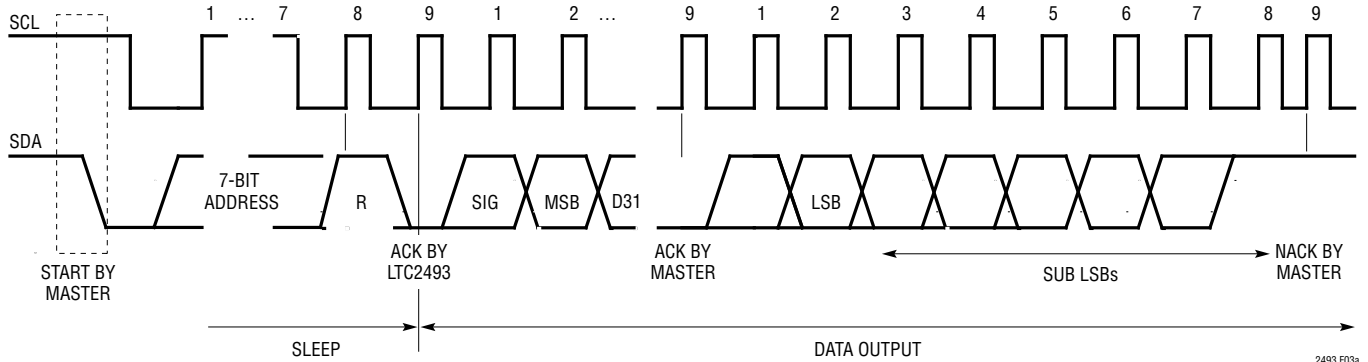 SCL
1 … 7 8 9 1 2 … 9 1 2 3 4 5 6 7 8 9
SDA
7-BIT
ADDRESS
R
SIG
MSB
D31
LSB
START BY
MASTER
ACK BY
LTC2493
ACK BY
MASTER
SUB LSBs
NACK BY
MASTER
SLEEP
DATA OUTPUT
2493 F03a